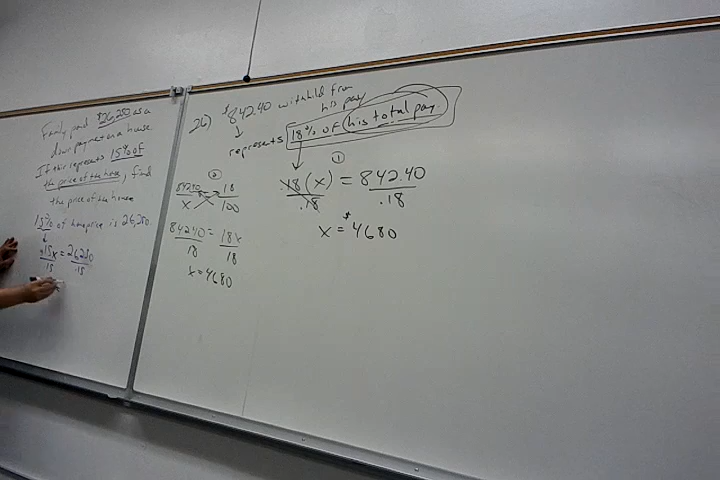 Family paid $26,250 as a
down payment on a house
If this represents 15% of
the price of the house, find
the price of the house
15% of home price is 26,250.
.15x = 26250
.15 .15
26) $842.40 withheld from
his pay
represents 18% of his total pay
②
842.40 18
x 100
84240 = 18x
18 18
x = 4680
①
.18(x) = 842.40
.18 .18
x = $4680